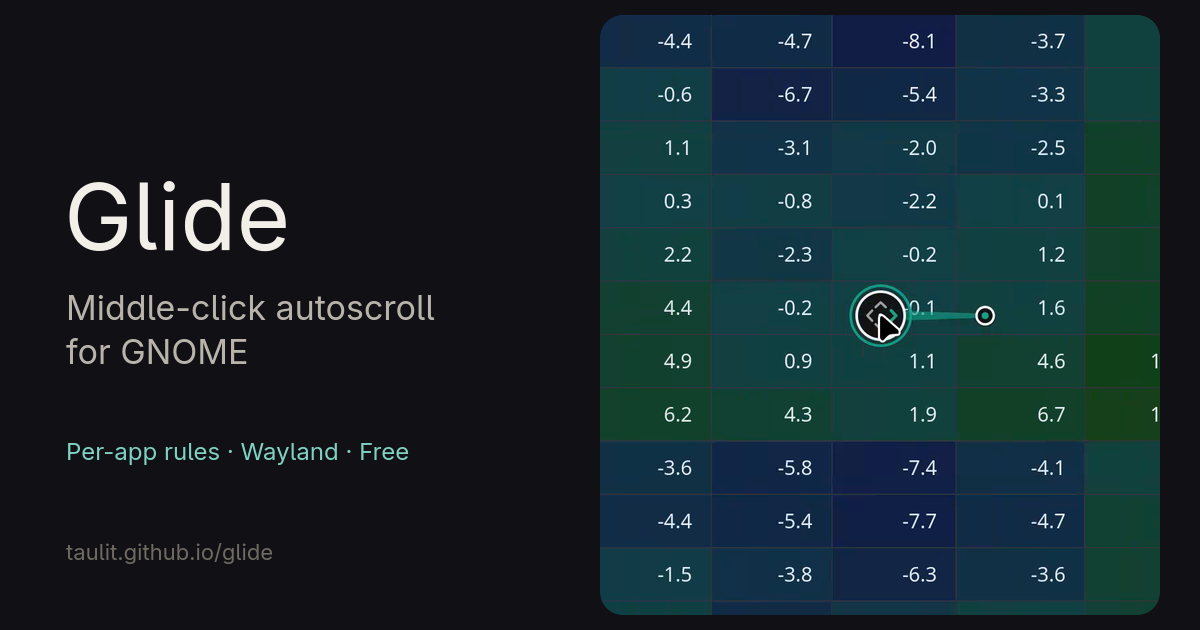 Glide
Middle-click autoscroll
for GNOME
Per-app rules · Wayland · Free
taulit.github.io/glide
-4.4 -4.7 -8.1 -3.7
-0.6 -6.7 -5.4 -3.3
1.1 -3.1 -2.0 -2.5
0.3 -0.8 -2.2 0.1
2.2 -2.3 -0.2 1.2
4.4 -0.2 1.6
4.9 0.9 1.1 4.6 1
6.2 4.3 1.9 6.7 1
-3.6 -5.8 -7.4 -4.1
-4.4 -5.4 -7.7 -4.7
-1.5 -3.8 -6.3 -3.6